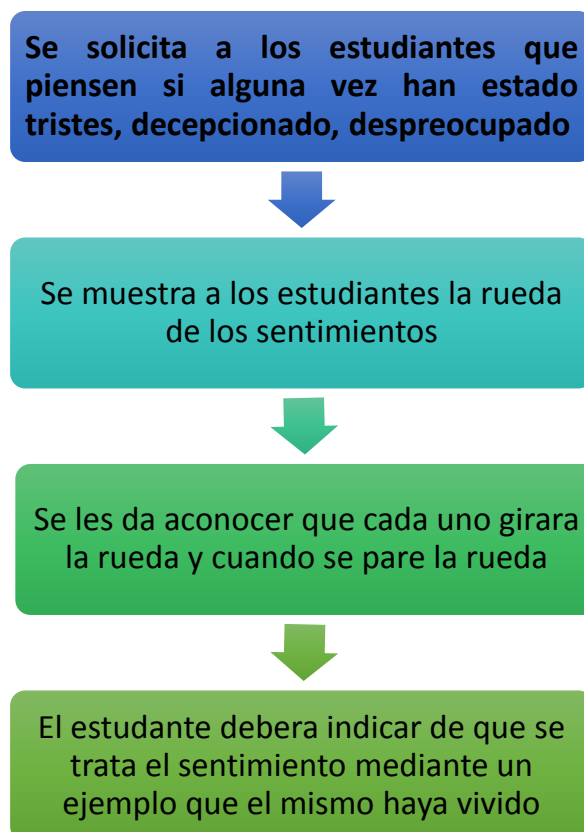 Se solicita a los estudiantes que
piensen si alguna vez han estado
tristes, decepcionado, despreocupado
Se muestra a los estudiantes la rueda
de los sentimientos
Se les da aconocer que cada uno girara
la rueda y cuando se pare la rueda
El estudante debera indicar de que se
trata el sentimiento mediante un
ejemplo que el mismo haya vivido